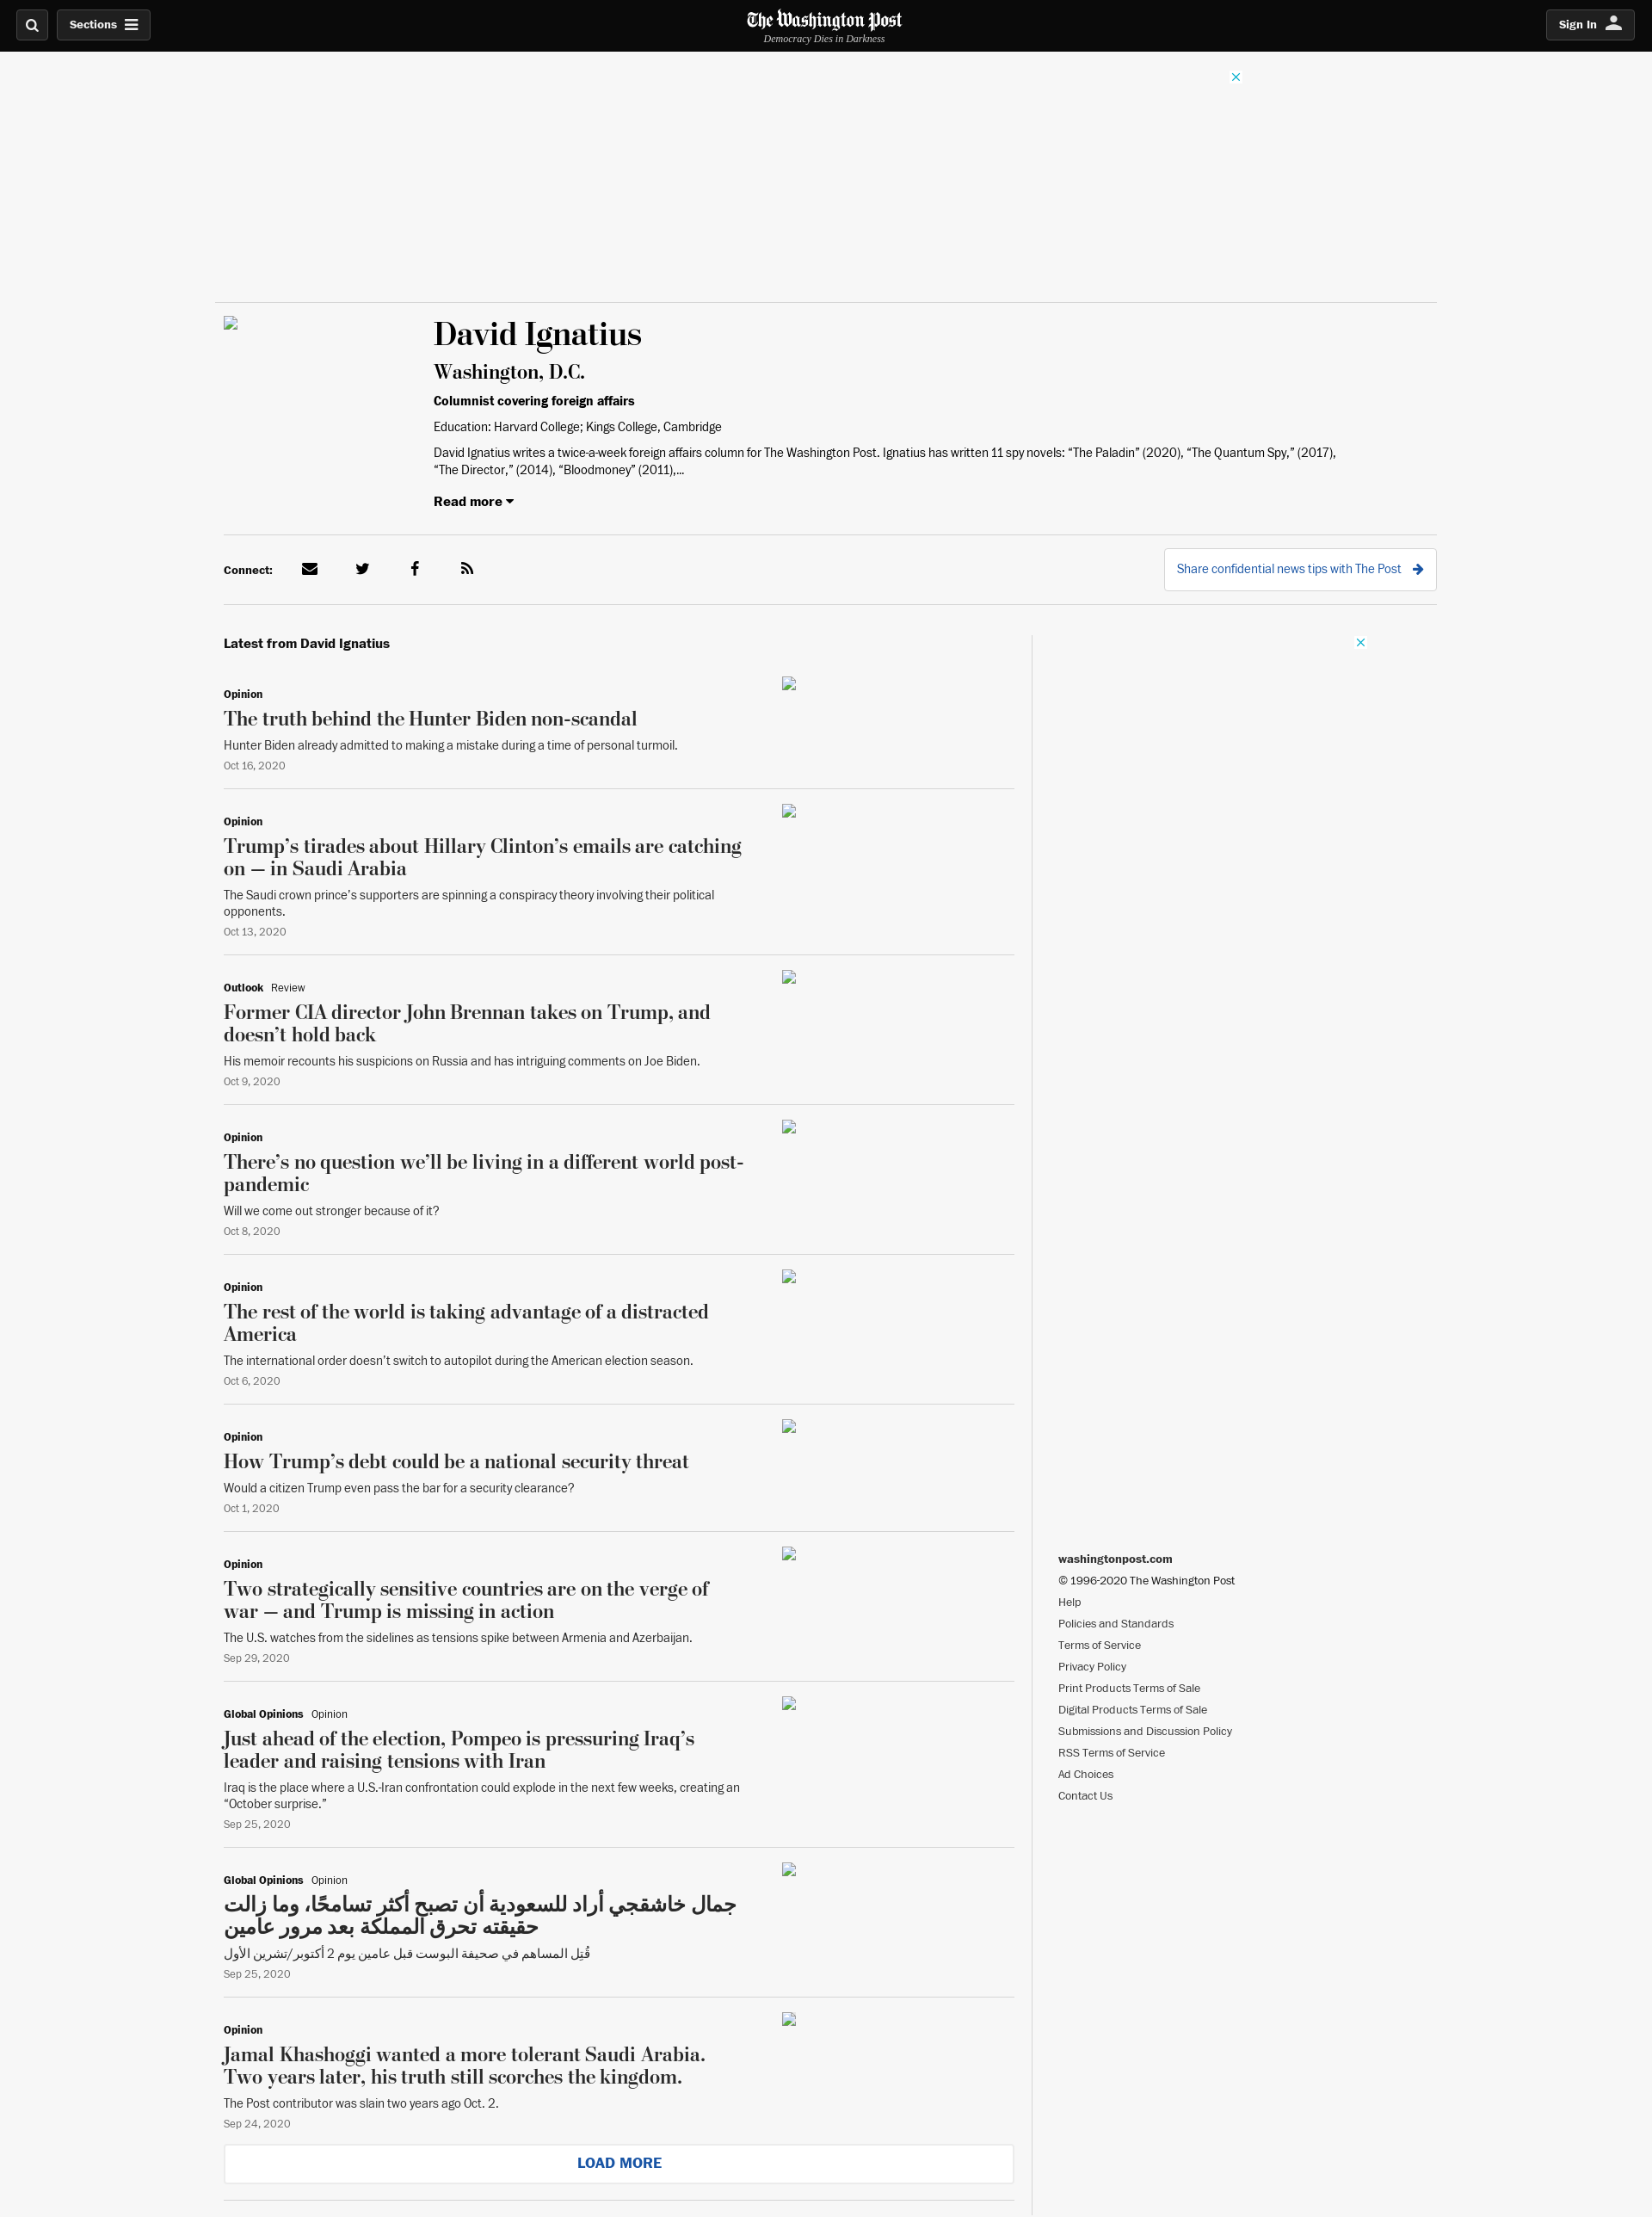 Sections
The Washington Post
Democracy Dies in Darkness
Sign In
David Ignatius
Washington, D.C.
Columnist covering foreign affairs
Education: Harvard College; Kings College, Cambridge
David Ignatius writes a twice-a-week foreign affairs column for The Washington Post. Ignatius has written 11 spy novels: “The Paladin” (2020), “The Quantum Spy,” (2017),
“The Director,” (2014), “Bloodmoney” (2011),...
Read more
Connect:
Share confidential news tips with The Post
Latest from David Ignatius
Opinion
The truth behind the Hunter Biden non-scandal
Hunter Biden already admitted to making a mistake during a time of personal turmoil.
Oct 16, 2020
Opinion
Trump’s tirades about Hillary Clinton’s emails are catching
on — in Saudi Arabia
The Saudi crown prince’s supporters are spinning a conspiracy theory involving their political
opponents.
Oct 13, 2020
Outlook Review
Former CIA director John Brennan takes on Trump, and
doesn’t hold back
His memoir recounts his suspicions on Russia and has intriguing comments on Joe Biden.
Oct 9, 2020
Opinion
There’s no question we’ll be living in a different world post-
pandemic
Will we come out stronger because of it?
Oct 8, 2020
Opinion
The rest of the world is taking advantage of a distracted
America
The international order doesn’t switch to autopilot during the American election season.
Oct 6, 2020
Opinion
How Trump’s debt could be a national security threat
Would a citizen Trump even pass the bar for a security clearance?
Oct 1, 2020
Opinion
Two strategically sensitive countries are on the verge of
war — and Trump is missing in action
The U.S. watches from the sidelines as tensions spike between Armenia and Azerbaijan.
Sep 29, 2020
Global Opinions Opinion
Just ahead of the election, Pompeo is pressuring Iraq’s
leader and raising tensions with Iran
Iraq is the place where a U.S.-Iran confrontation could explode in the next few weeks, creating an
“October surprise.”
Sep 25, 2020
Global Opinions Opinion
جمال خاشقجي أراد للسعودية أن تصبح أكثر تسامحًا، وما زالت
حقيقته تحرق المملكة بعد مرور عامين
قُتِل المساهم في صحيفة البوست قبل عامين يوم 2 أكتوبر/تشرين الأول
Sep 25, 2020
Opinion
Jamal Khashoggi wanted a more tolerant Saudi Arabia.
Two years later, his truth still scorches the kingdom.
The Post contributor was slain two years ago Oct. 2.
Sep 24, 2020
LOAD MORE
washingtonpost.com
© 1996-2020 The Washington Post
Help
Policies and Standards
Terms of Service
Privacy Policy
Print Products Terms of Sale
Digital Products Terms of Sale
Submissions and Discussion Policy
RSS Terms of Service
Ad Choices
Contact Us